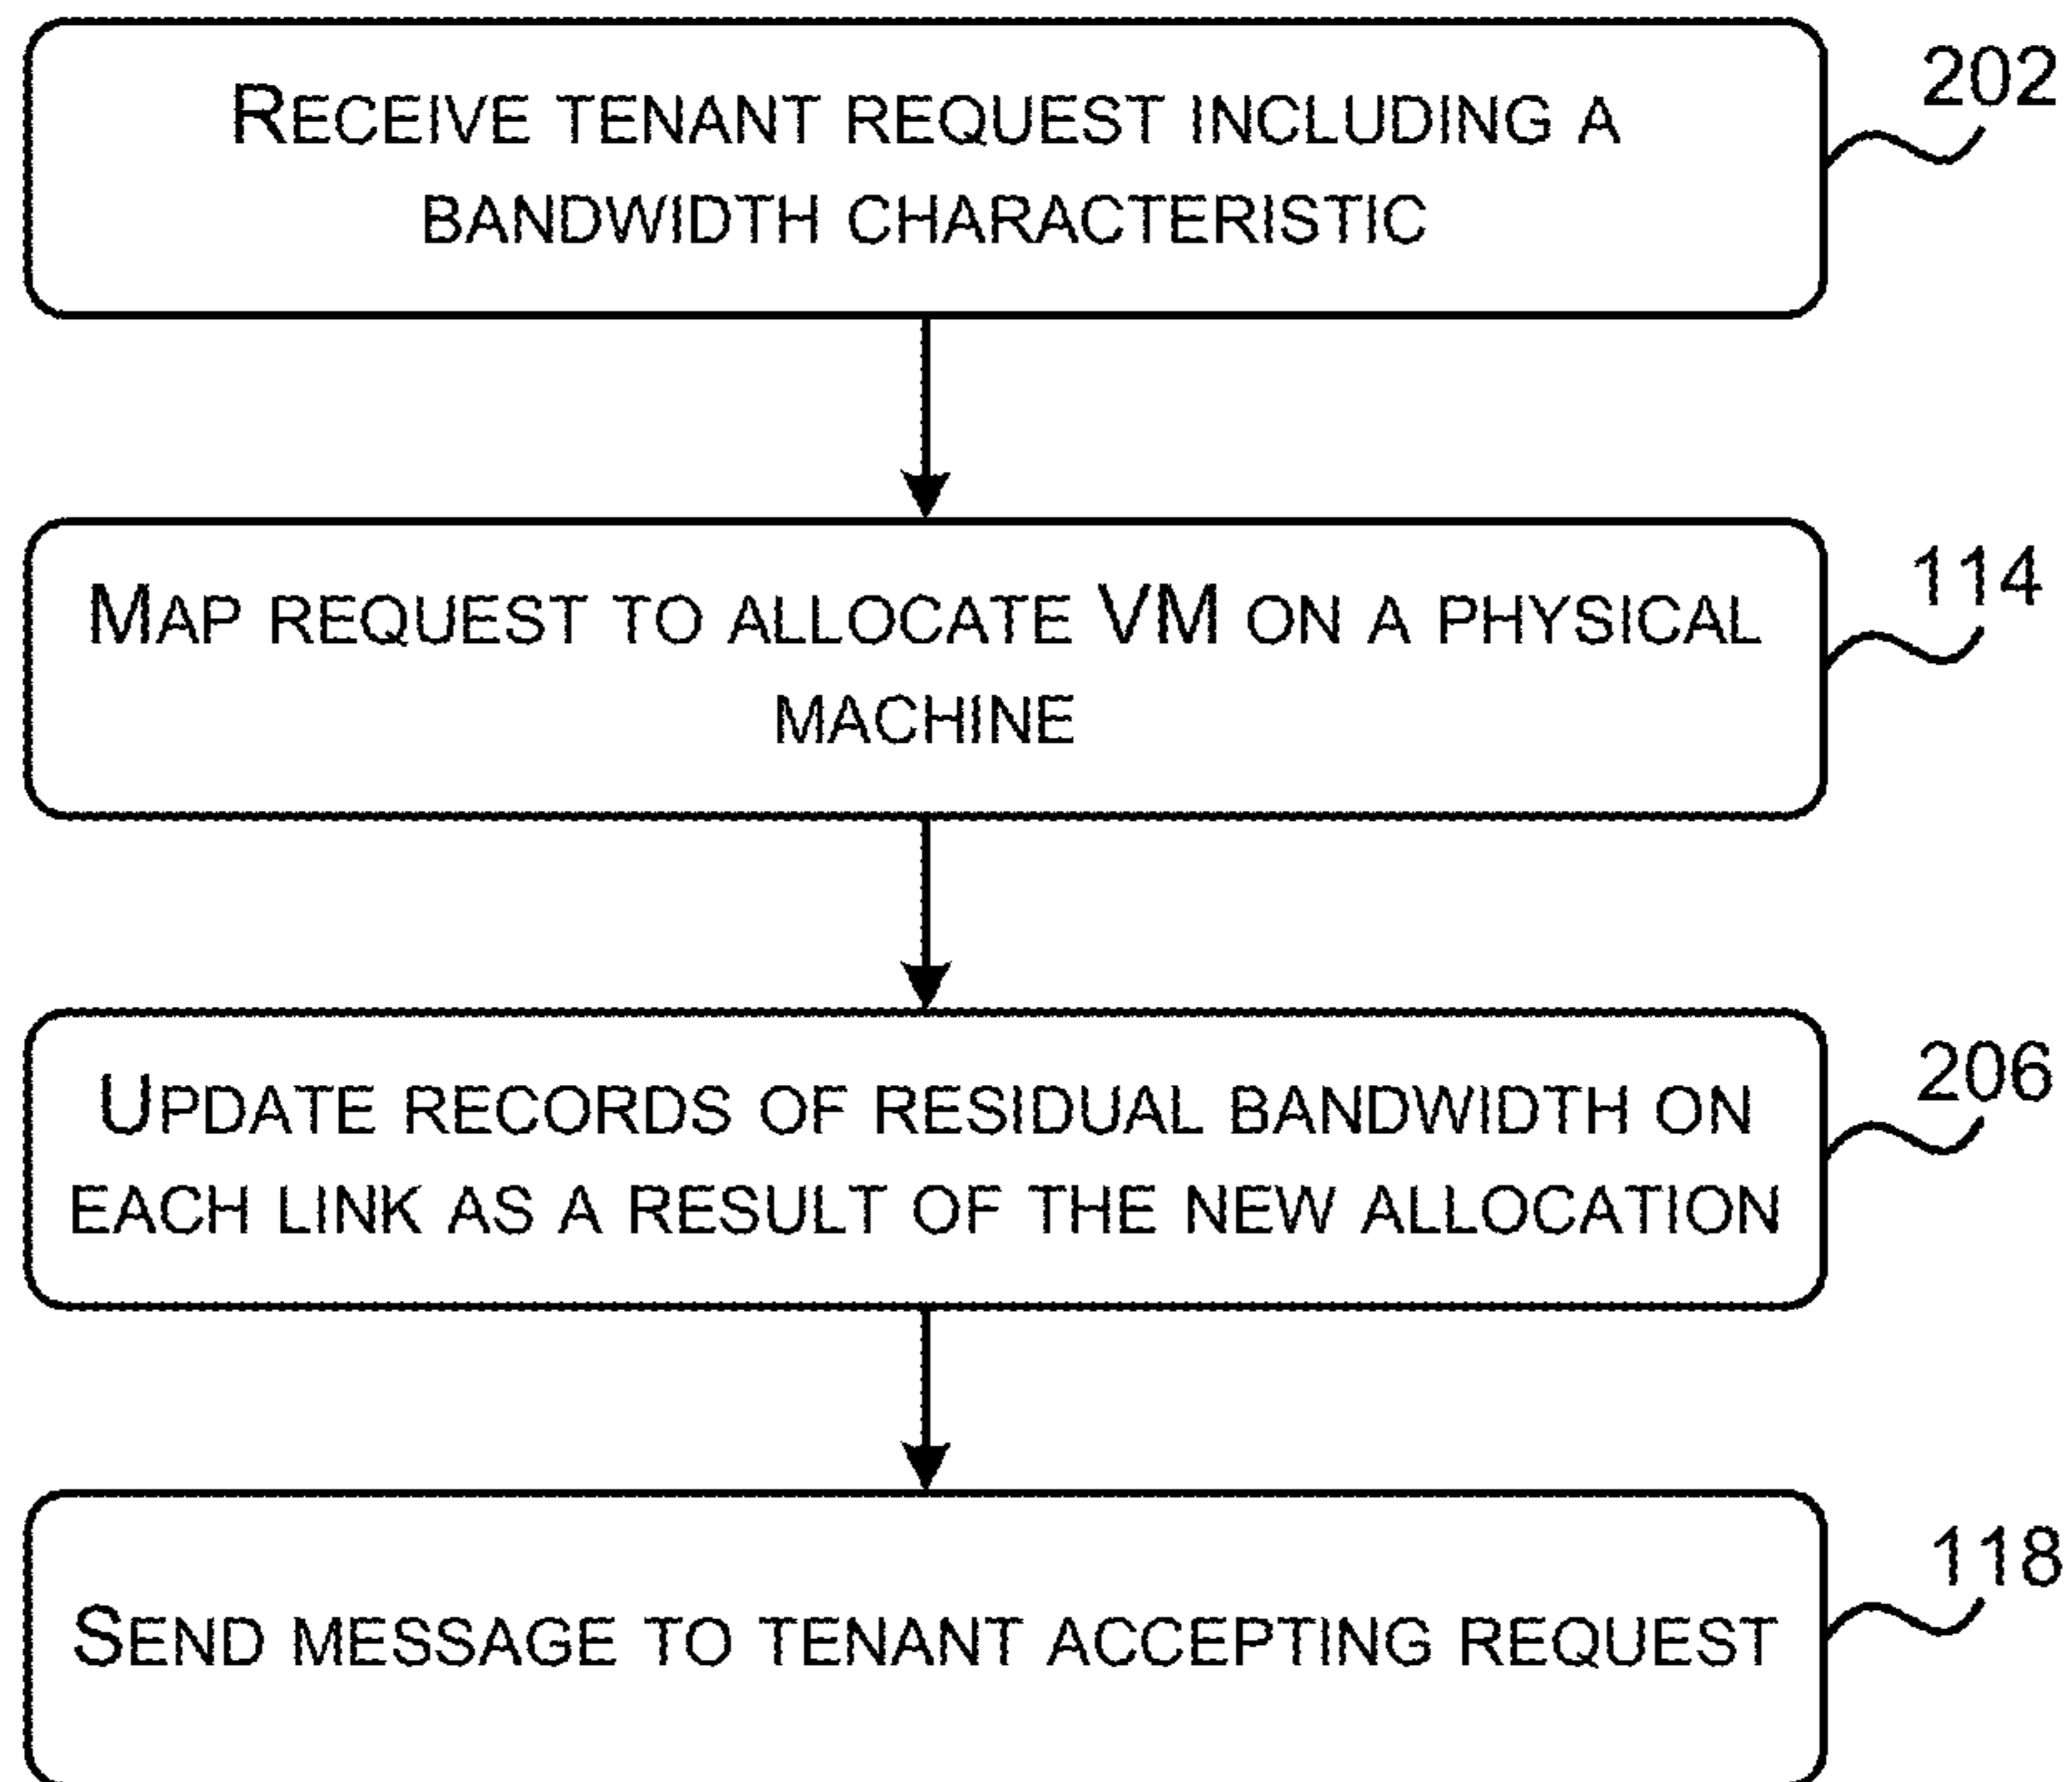 RECEIVE TENANT REQUEST INCLUDING A
BANDWIDTH CHARACTERISTIC
202
MAP REQUEST TO ALLOCATE VM ON A PHYSICAL
MACHINE
114
UPDATE RECORDS OF RESIDUAL BANDWIDTH ON
EACH LINK AS A RESULT OF THE NEW ALLOCATION
206
SEND MESSAGE TO TENANT ACCEPTING REQUEST
118